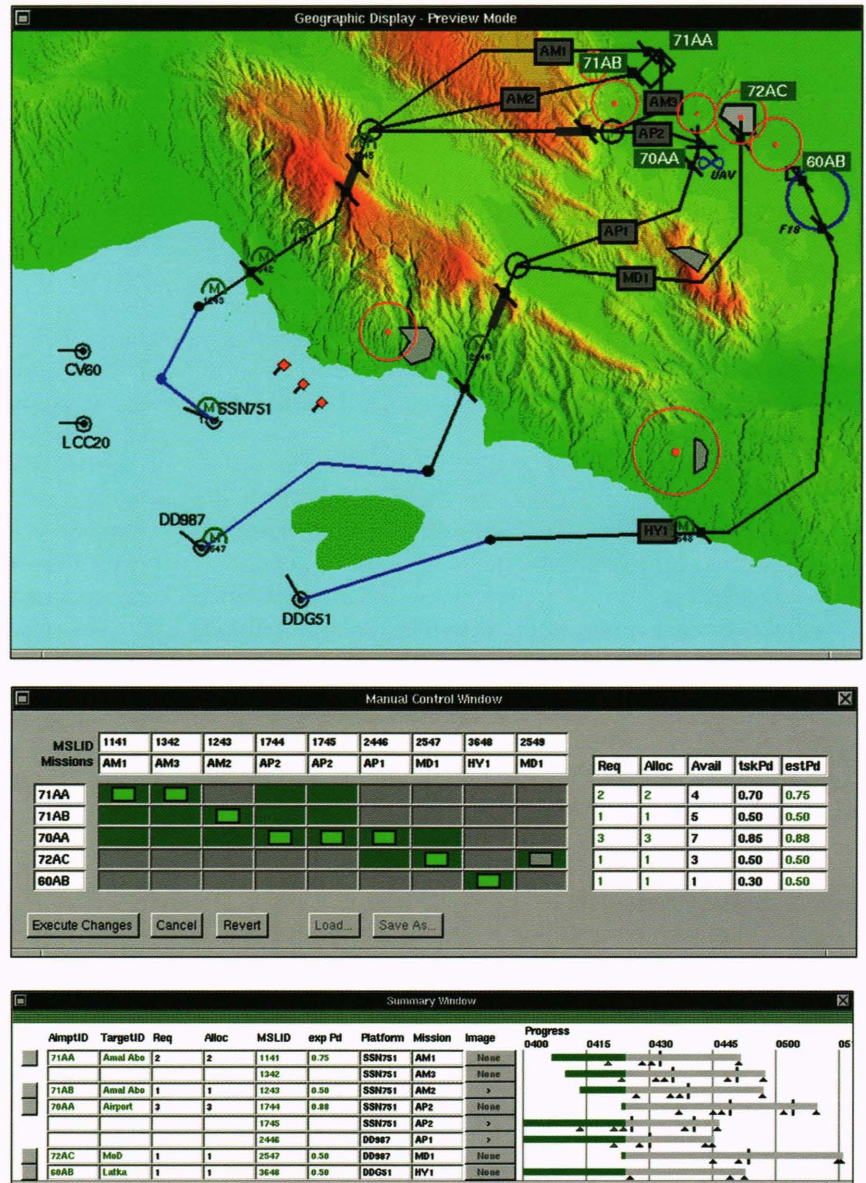 Geographic Display - Preview Mode
71AA
AM1
71AB
72AC
AM2
AM3
AP2
70AA
UAV
60AB
F18
AP1
MD1
1243
CV60
SSN751
LCC20
DD987
HY1
DDG51
Manual Control Window
MSLID 1141 1342 1243 1744 1745 2446 2547 3648 2549
Missions AM1 AM3 AM2 AP2 AP2 AP1 MD1 HY1 MD1 Req Alloc Avail tskPd estPd
71AA 2 2 4 0.70 0.75
71AB 1 1 5 0.50 0.50
70AA 3 3 7 0.85 0.88
72AC 1 1 3 0.50 0.50
60AB 1 1 1 0.30 0.50
Execute Changes Cancel Revert Load... Save As...
Summary Window
AimptID TargetID Req Alloc MSLID exp Pd Platform Mission Image Progress
0400 0415 0430 0445 0500 05
71AA Amal Abo 2 2 1141 0.75 SSN751 AM1 None
1342 SSN751 AM3 None
71AB Amal Abo 1 1 1243 0.50 SSN751 AM2 >
70AA Airport 3 3 1744 0.88 SSN751 AP2 None
1745 SSN751 AP2 >
2446 DD987 AP1 >
72AC MoD 1 1 2547 0.50 DD987 MD1 None
60AB Latka 1 1 3648 0.50 DDG51 HY1 None